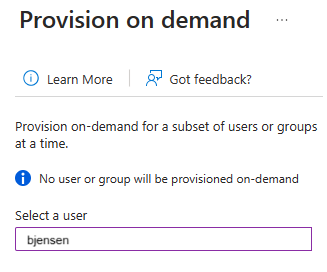 Provision on demand ...
Learn More Got feedback?
Provision on-demand for a subset of users or groups
at a time.
No user or group will be provisioned on-demand
Select a user
bjensen